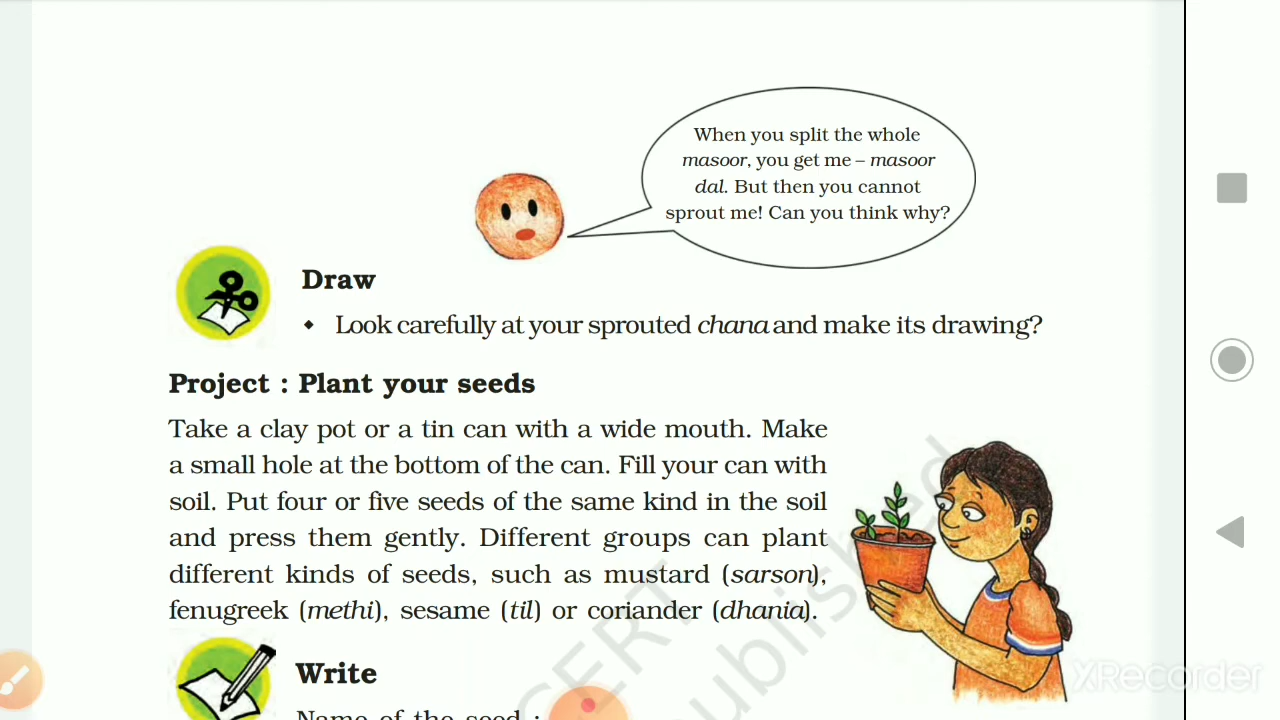 When you split the whole
masoor, you get me – masoor
dal. But then you cannot
sprout me! Can you think why?
Draw
◆ Look carefully at your sprouted chana and make its drawing?
Project : Plant your seeds
Take a clay pot or a tin can with a wide mouth. Make
a small hole at the bottom of the can. Fill your can with
soil. Put four or five seeds of the same kind in the soil
and press them gently. Different groups can plant
different kinds of seeds, such as mustard (sarson),
fenugreek (methi), sesame (til) or coriander (dhania).
Write
Name of the seed :
XRecorder